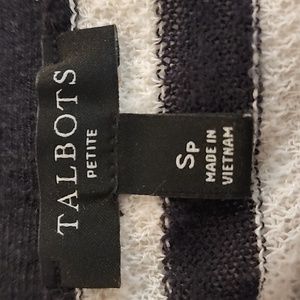 TALBOTS
PETITE
SP
MADE IN
VIETNAM